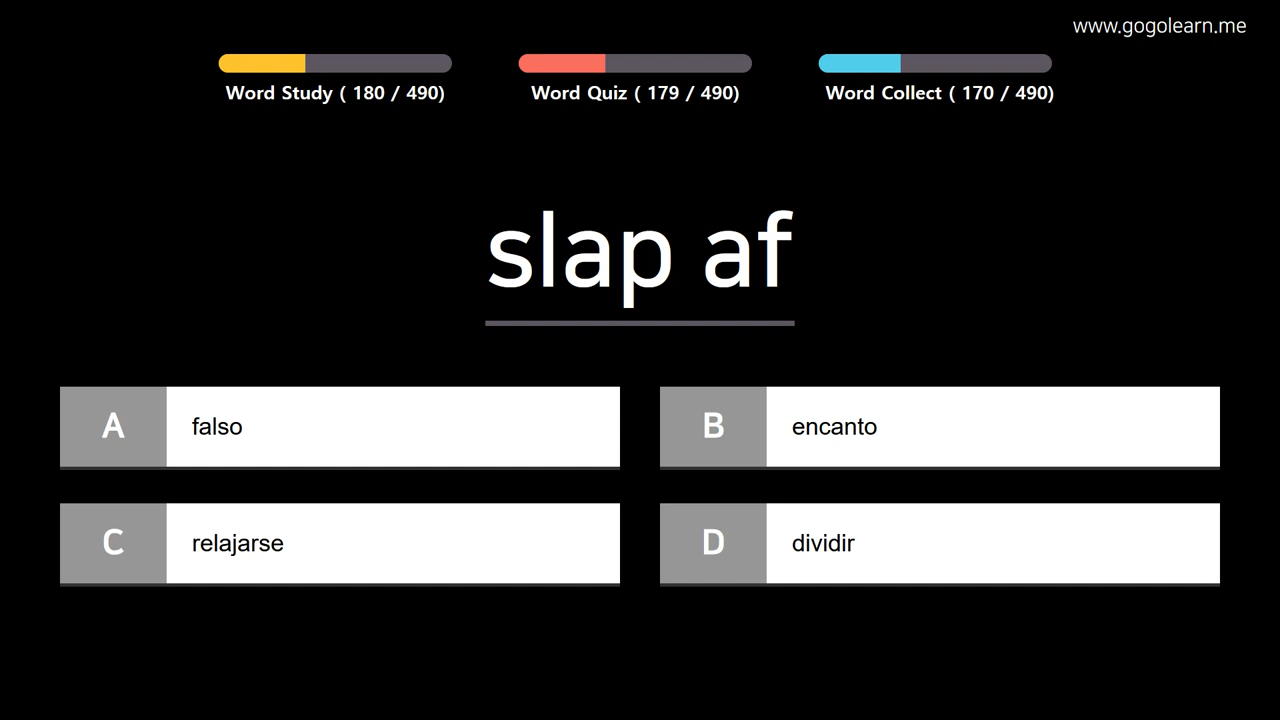 www.gogolearn.me
Word Study ( 180 / 490)
Word Quiz ( 179 / 490)
Word Collect ( 170 / 490)
slap af
A falso
B encanto
C relajarse
D dividir